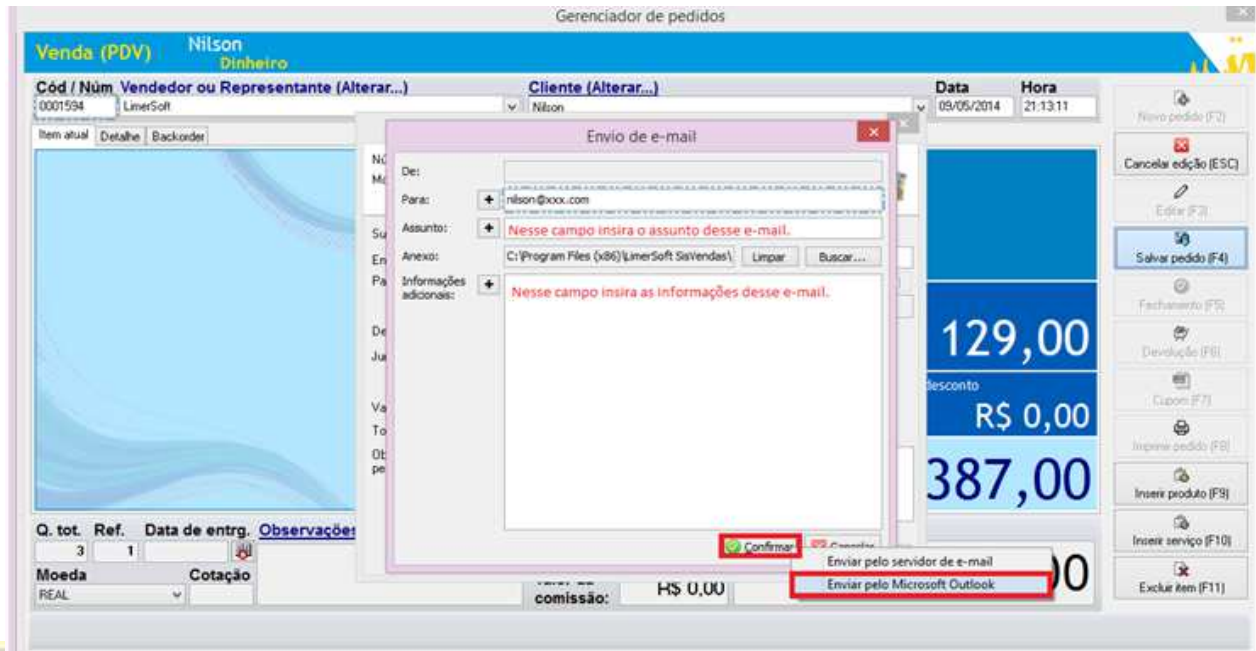 Gerenciador de pedidos
Venda (PDV)
Nilson
Dinheiro
Cód / Núm Vendedor ou Representante (Alterar...) Cliente (Alterar...) Data Hora
0001594 LimerSoft Nilson 09/05/2014 21:13:11
Item atual Detalhe Backorder
Envio de e-mail
De:
Para: + nilson@xxx.com
Assunto: + Nesse campo insira o assunto desse e-mail.
Anexo: C:\Program Files (x86)\LimerSoft SisVendas\ Limpar Buscar...
Informações adicionais: + Nesse campo insira as informações desse e-mail.
Confirmar Cancelar
Enviar pelo servidor de e-mail
Enviar pelo Microsoft Outlook
129,00
desconto
R$ 0,00
387,00
Q. tot. Ref. Data de entrg. Observações
3 1
Moeda Cotação
REAL
comissão: R$ 0,00
Novo pedido (F2)
Cancelar edição (ESC)
Editar (F3)
Salvar pedido (F4)
Fechamento (F5)
Devolução (F6)
Cupom (F7)
Imprimir pedido (F8)
Inserir produto (F9)
Inserir serviço (F10)
Excluir item (F11)